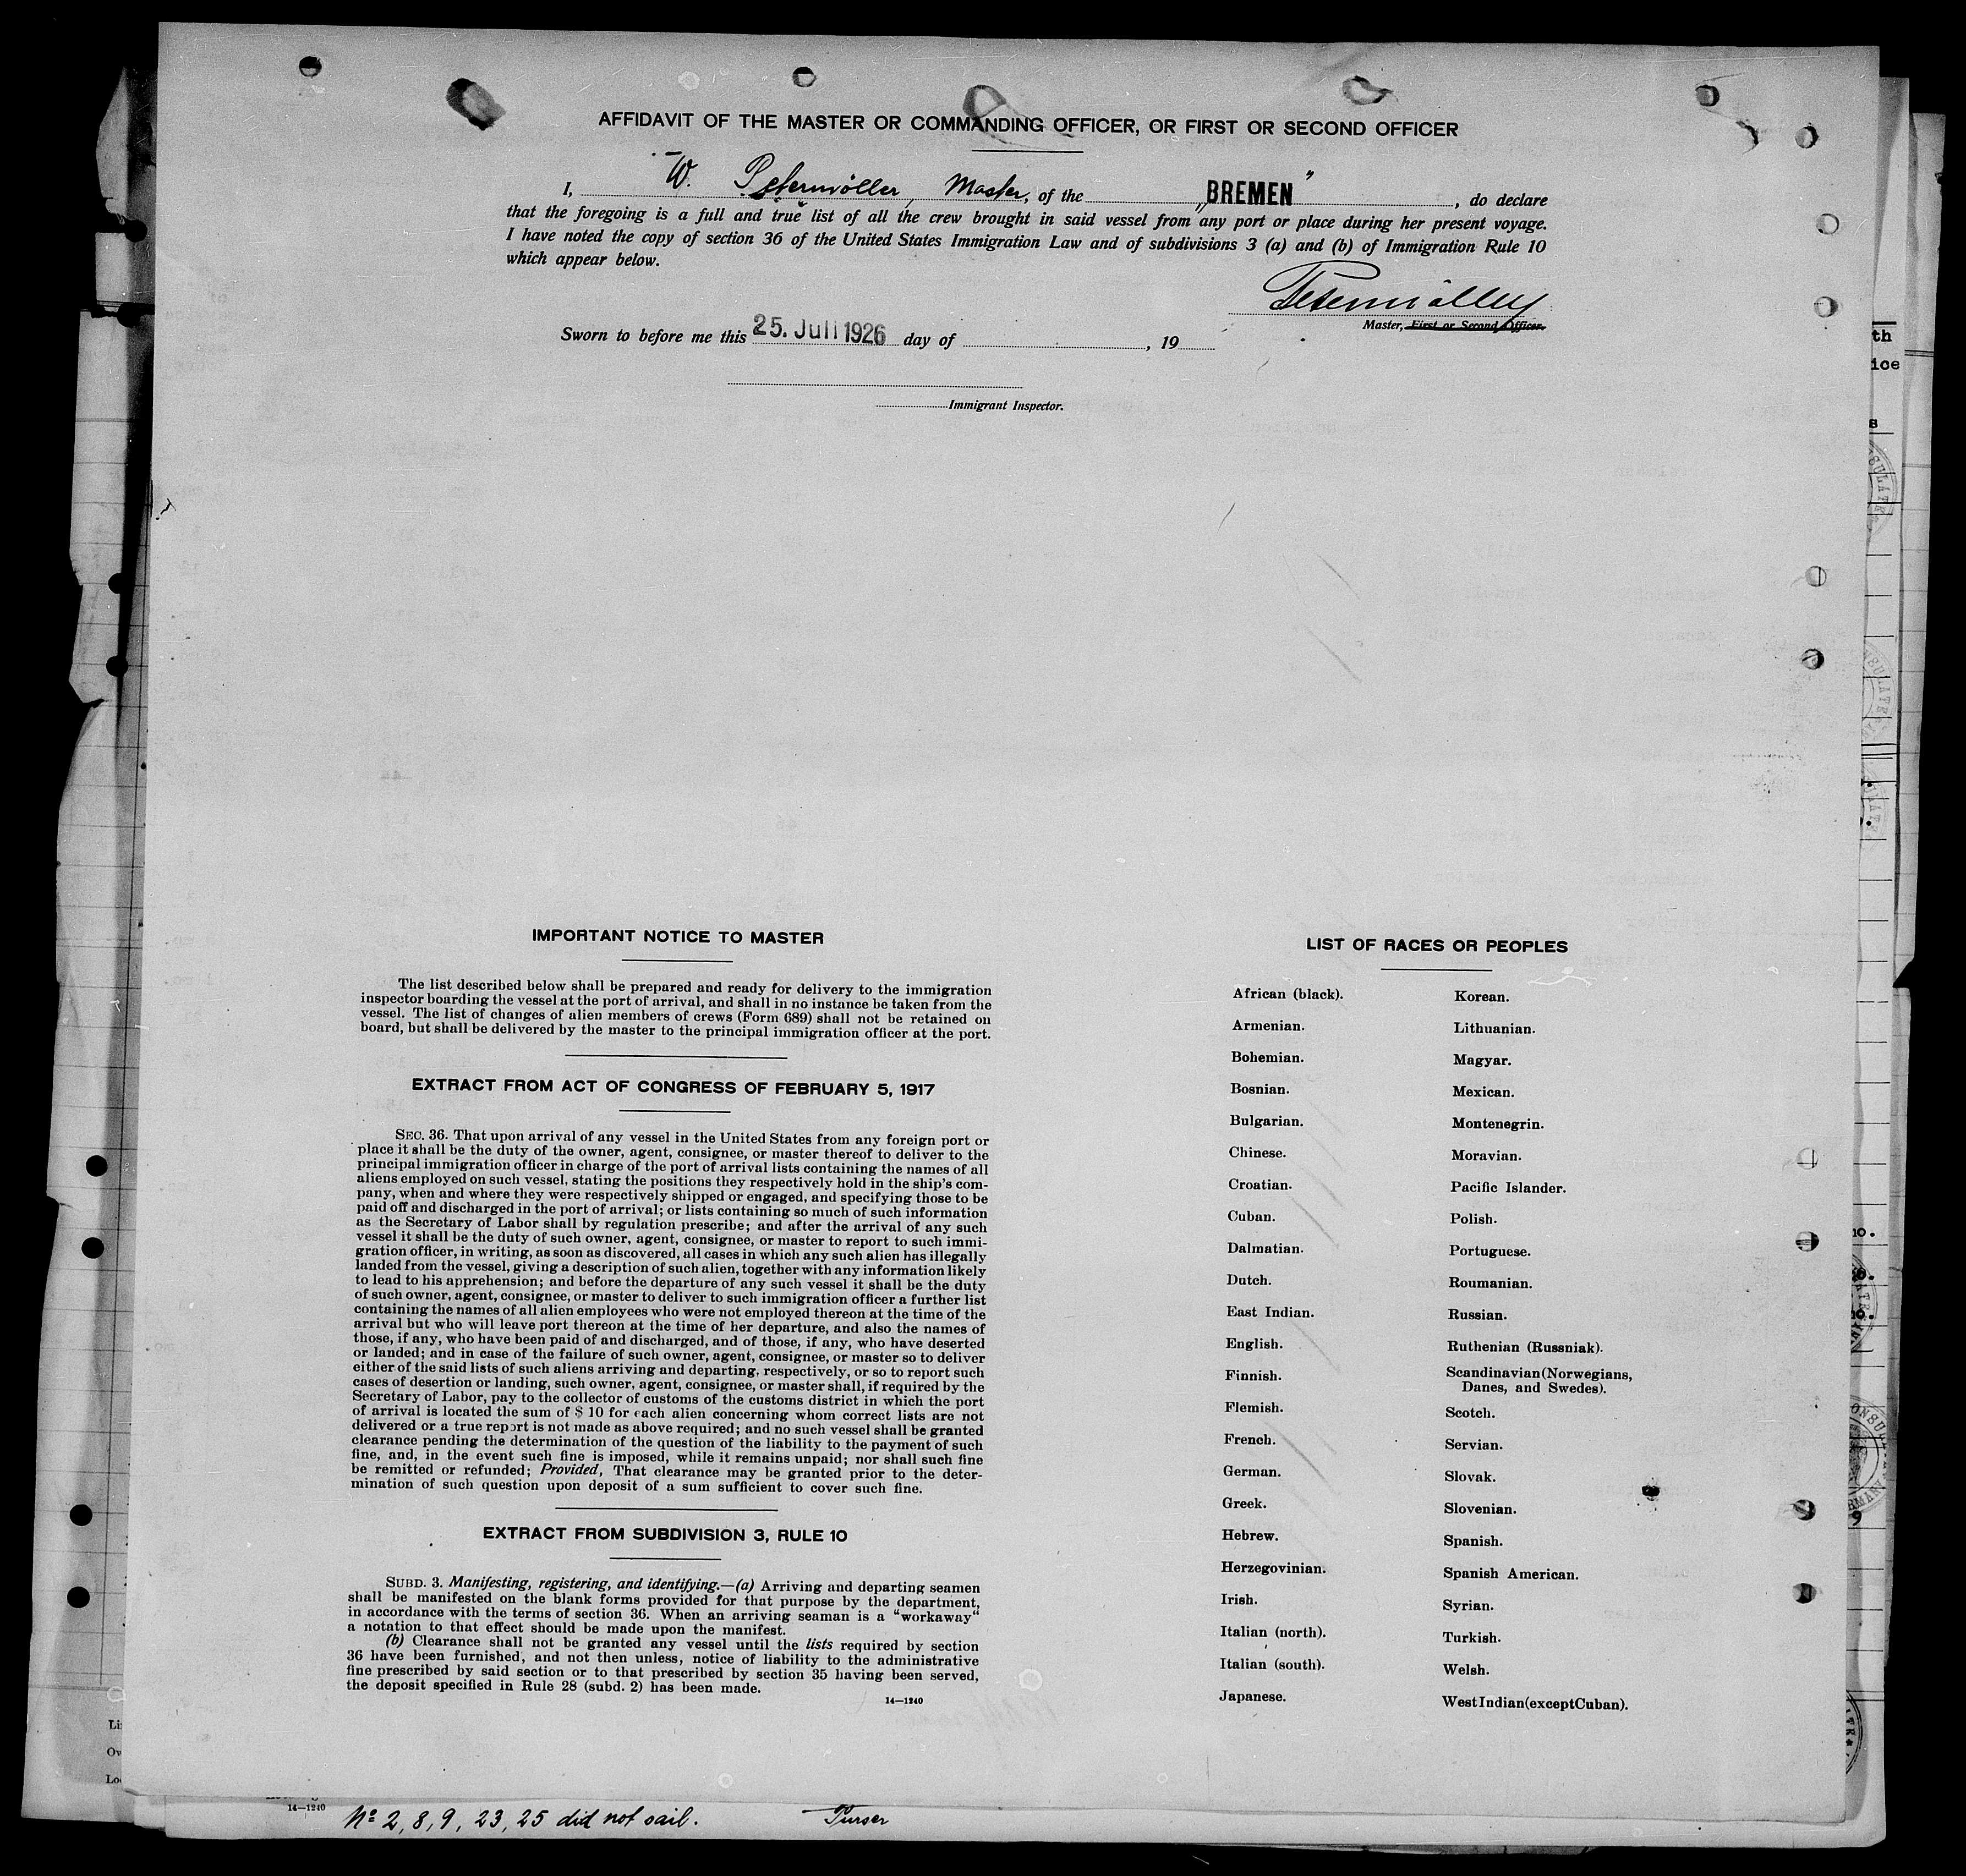 AFFIDAVIT OF THE MASTER OR COMMANDING OFFICER, OR FIRST OR SECOND OFFICER
I, W. Petermöller, Master, of the „BREMEN", do declare
that the foregoing is a full and true list of all the crew brought in said vessel from any port or place during her present voyage.
I have noted the copy of section 36 of the United States Immigration Law and of subdivisions 3 (a) and (b) of Immigration Rule 10
which appear below.
Petermöller
Master, First or Second Officer.
Sworn to before me this 25. Juli 1926 day of , 19
Immigrant Inspector.
IMPORTANT NOTICE TO MASTER
The list described below shall be prepared and ready for delivery to the immigration
inspector boarding the vessel at the port of arrival, and shall in no instance be taken from the
vessel. The list of changes of alien members of crews (Form 689) shall not be retained on
board, but shall be delivered by the master to the principal immigration officer at the port.
EXTRACT FROM ACT OF CONGRESS OF FEBRUARY 5, 1917
SEC. 36. That upon arrival of any vessel in the United States from any foreign port or
place it shall be the duty of the owner, agent, consignee, or master thereof to deliver to the
principal immigration officer in charge of the port of arrival lists containing the names of all
aliens employed on such vessel, stating the positions they respectively hold in the ship's com-
pany, when and where they were respectively shipped or engaged, and specifying those to be
paid off and discharged in the port of arrival; or lists containing so much of such information
as the Secretary of Labor shall by regulation prescribe; and after the arrival of any such
vessel it shall be the duty of such owner, agent, consignee, or master to report to such immi-
gration officer, in writing, as soon as discovered, all cases in which any such alien has illegally
landed from the vessel, giving a description of such alien, together with any information likely
to lead to his apprehension; and before the departure of any such vessel it shall be the duty
of such owner, agent, consignee, or master to deliver to such immigration officer a further list
containing the names of all alien employees who were not employed thereon at the time of the
arrival but who will leave port thereon at the time of her departure, and also the names of
those, if any, who have been paid of and discharged, and of those, if any, who have deserted
or landed; and in case of the failure of such owner, agent, consignee, or master so to deliver
either of the said lists of such aliens arriving and departing, respectively, or so to report such
cases of desertion or landing, such owner, agent, consignee, or master shall, if required by the
Secretary of Labor, pay to the collector of customs of the customs district in which the port
of arrival is located the sum of $ 10 for each alien concerning whom correct lists are not
delivered or a true report is not made as above required; and no such vessel shall be granted
clearance pending the determination of the question of the liability to the payment of such
fine, and, in the event such fine is imposed, while it remains unpaid; nor shall such fine
be remitted or refunded; Provided, That clearance may be granted prior to the deter-
mination of such question upon deposit of a sum sufficient to cover such fine.
EXTRACT FROM SUBDIVISION 3, RULE 10
SUBD. 3. Manifesting, registering, and identifying.—(a) Arriving and departing seamen
shall be manifested on the blank forms provided for that purpose by the department,
in accordance with the terms of section 36. When an arriving seaman is a "workaway"
a notation to that effect should be made upon the manifest.
(b) Clearance shall not be granted any vessel until the lists required by section
36 have been furnished, and not then unless, notice of liability to the administrative
fine prescribed by said section or to that prescribed by section 35 having been served,
the deposit specified in Rule 28 (subd. 2) has been made.
14—1240
LIST OF RACES OR PEOPLES
African (black).
Armenian.
Bohemian.
Bosnian.
Bulgarian.
Chinese.
Croatian.
Cuban.
Dalmatian.
Dutch.
East Indian.
English.
Finnish.
Flemish.
French.
German.
Greek.
Hebrew.
Herzegovinian.
Irish.
Italian (north).
Italian (south).
Japanese.
Korean.
Lithuanian.
Magyar.
Mexican.
Montenegrin.
Moravian.
Pacific Islander.
Polish.
Portuguese.
Roumanian.
Russian.
Ruthenian (Russniak).
Scandinavian (Norwegians,
Danes, and Swedes).
Scotch.
Servian.
Slovak.
Slovenian.
Spanish.
Spanish American.
Syrian.
Turkish.
Welsh.
West Indian (except Cuban).
14—1240
No 2, 8, 9, 23, 25 did not sail. Purser